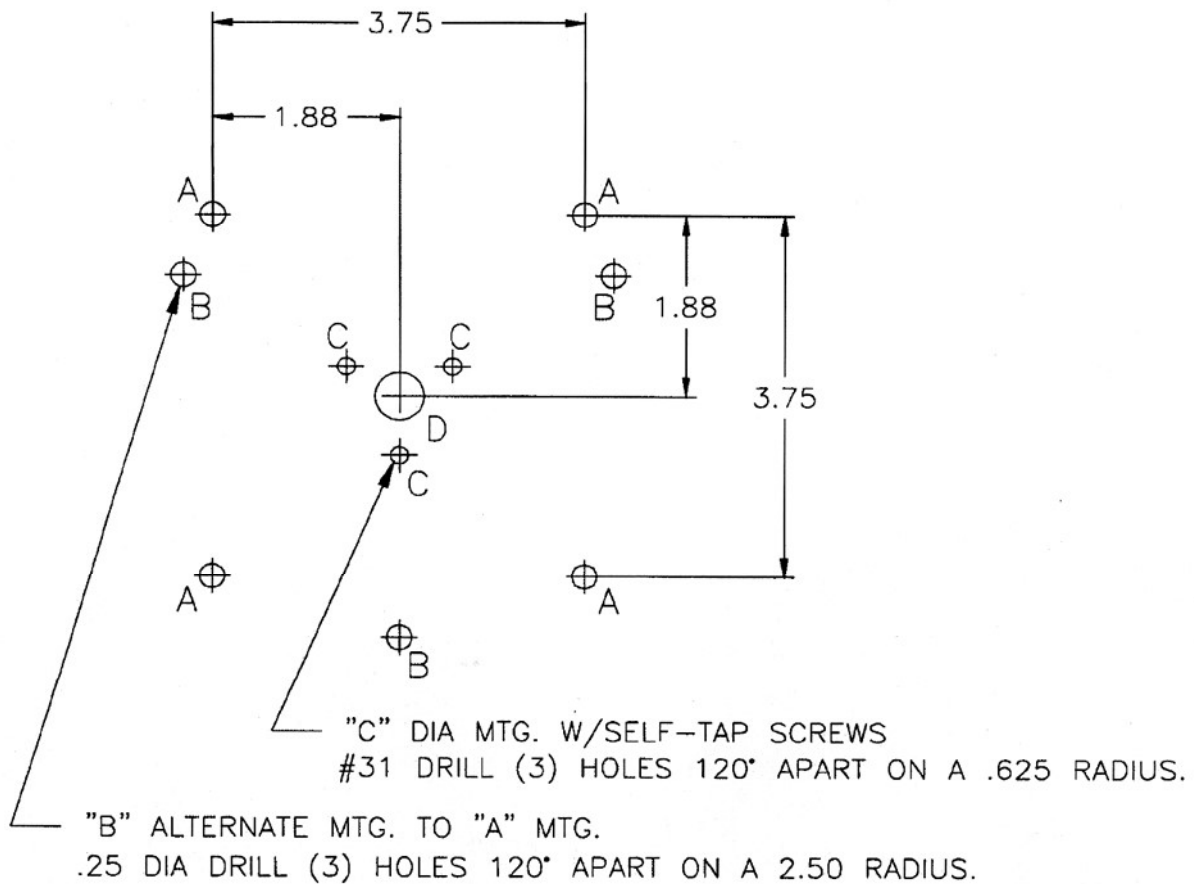 3.75
1.88
A
A
B
B
1.88
C
C
3.75
D
C
A
A
B
"C" DIA MTG. W/SELF-TAP SCREWS
#31 DRILL (3) HOLES 120° APART ON A .625 RADIUS.
"B" ALTERNATE MTG. TO "A" MTG.
.25 DIA DRILL (3) HOLES 120° APART ON A 2.50 RADIUS.